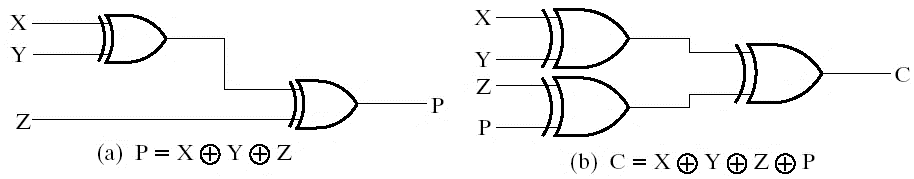 X
Y
Z
P
(a) P = X ⊕ Y ⊕ Z
X
Y
Z
P
C
(b) C = X ⊕ Y ⊕ Z ⊕ P